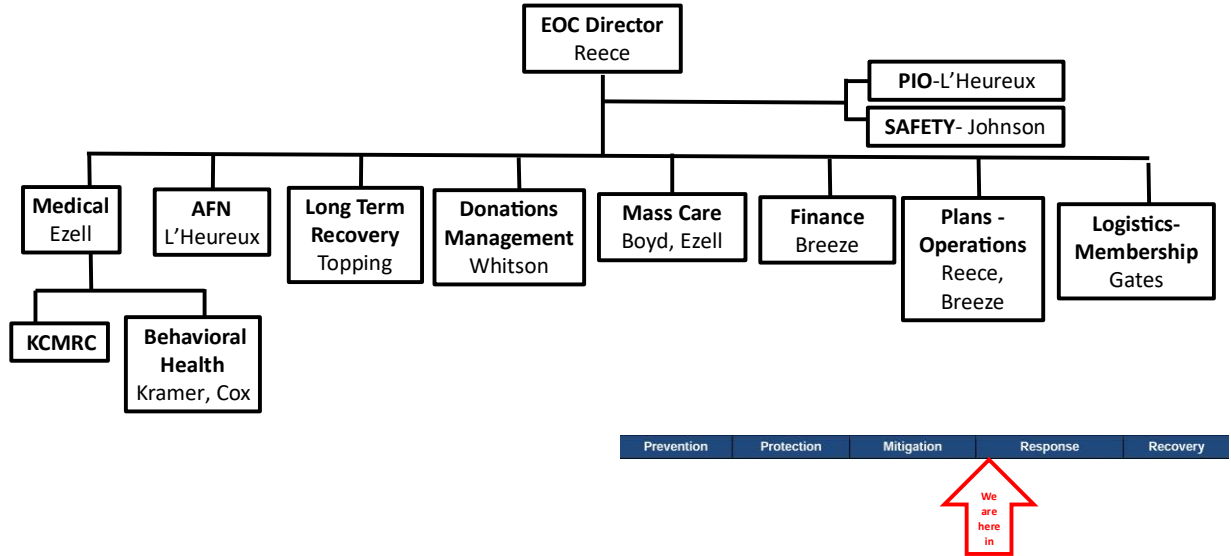 EOC Director
Reece
PIO-L'Heureux
SAFETY- Johnson
Medical
Ezell
AFN
L'Heureux
Long Term
Recovery
Topping
Donations
Management
Whitson
Mass Care
Boyd, Ezell
Finance
Breeze
Plans -
Operations
Reece,
Breeze
Logistics-
Membership
Gates
KCMRC
Behavioral
Health
Kramer, Cox
Prevention
Protection
Mitigation
Response
Recovery
We
are
here
in